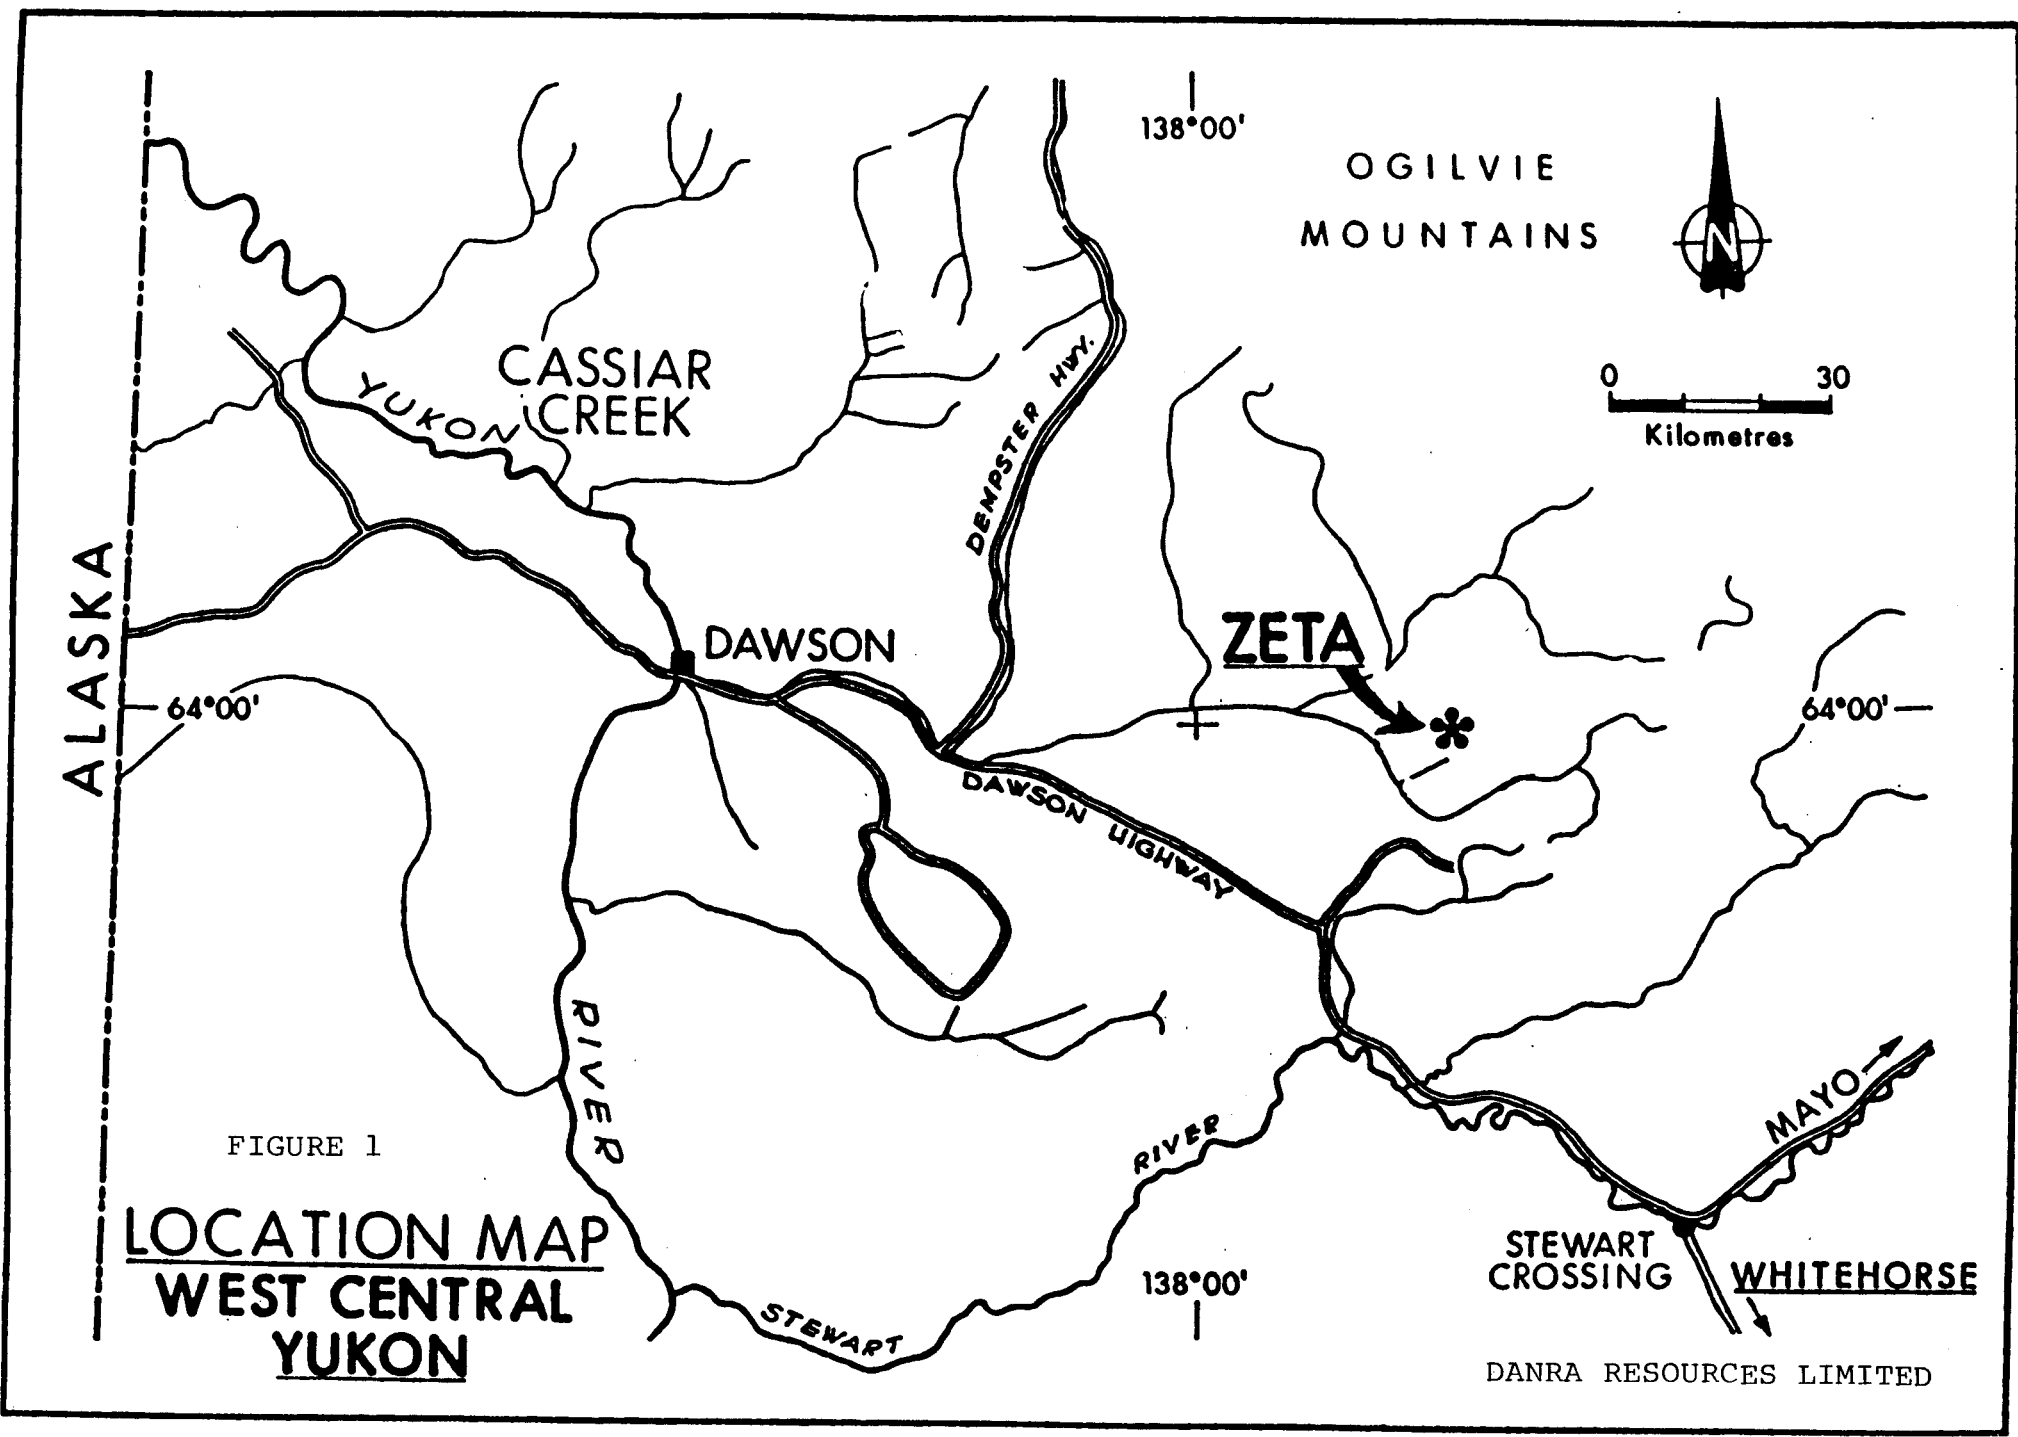 138°00'
OGILVIE
MOUNTAINS
N
0 30
Kilometres
CASSIAR
CREEK
YUKON
DEMPSTER HWY.
ALASKA
DAWSON
ZETA
64°00'
64°00'
DAWSON HIGHWAY
RIVER
MAYO
FIGURE 1
RIVER
LOCATION MAP
WEST CENTRAL
YUKON
STEWART
138°00'
STEWART
CROSSING
WHITEHORSE
DANRA RESOURCES LIMITED